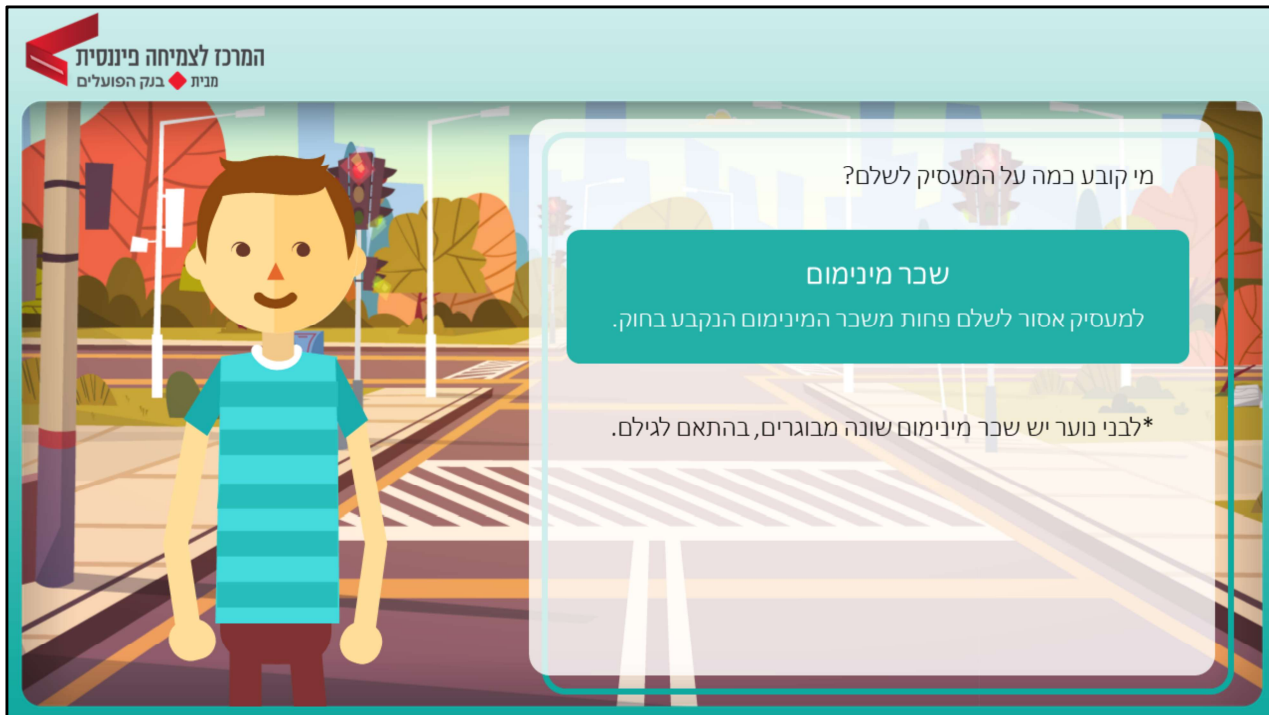 המרכז לצמיחה פיננסית
מבית בנק הפועלים
מי קובע כמה על המעסיק לשלם?
שכר מינימום
למעסיק אסור לשלם פחות משכר המינימום הנקבע בחוק.
*לבני נוער יש שכר מינימום שונה מבוגרים, בהתאם לגילם.